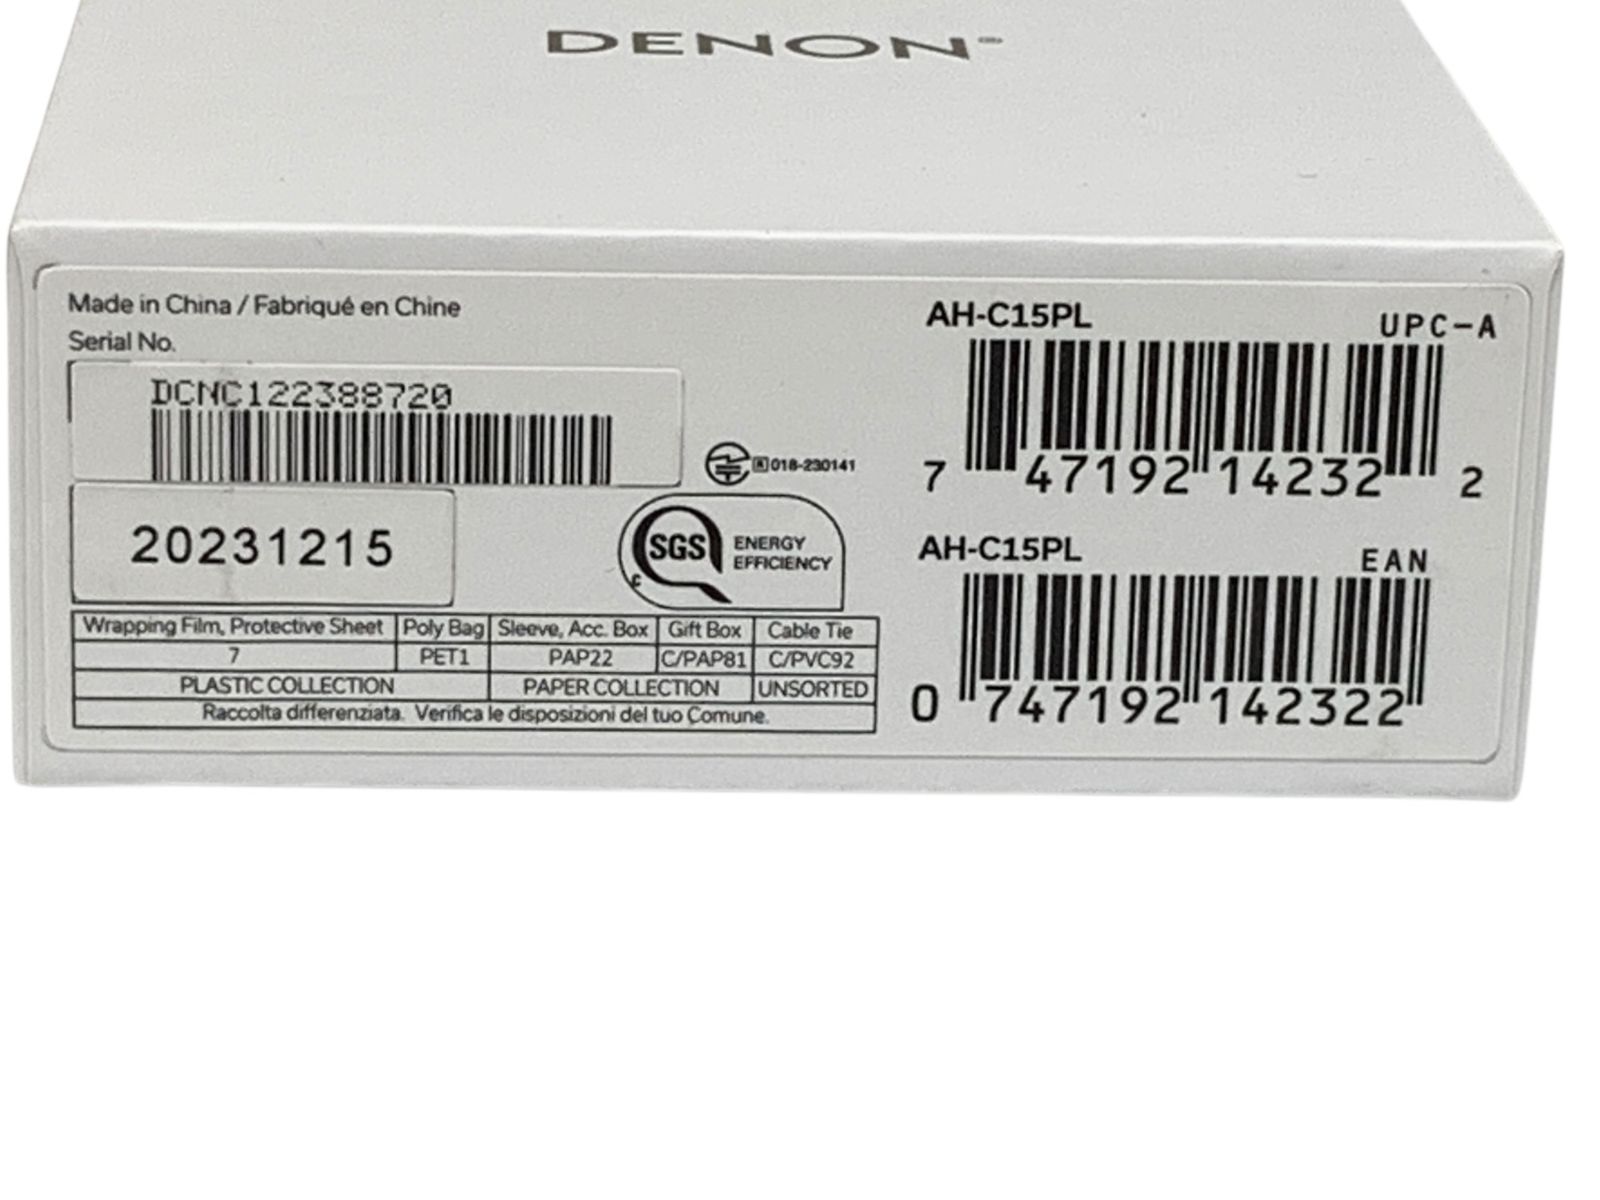 DENON
Made in China / Fabriqué en Chine
Serial No.
DCNC122388720
R 018-230141
20231215
SGS
ENERGY
EFFICIENCY
C
Wrapping Film, Protective Sheet Poly Bag Sleeve, Acc. Box Gift Box Cable Tie
7 PET1 PAP22 C/PAP81 C/PVC92
PLASTIC COLLECTION PAPER COLLECTION UNSORTED
Raccolta differenziata. Verifica le disposizioni del tuo Comune.
AH-C15PL UPC-A
7 47192 14232 2
AH-C15PL EAN
0 747192 142322